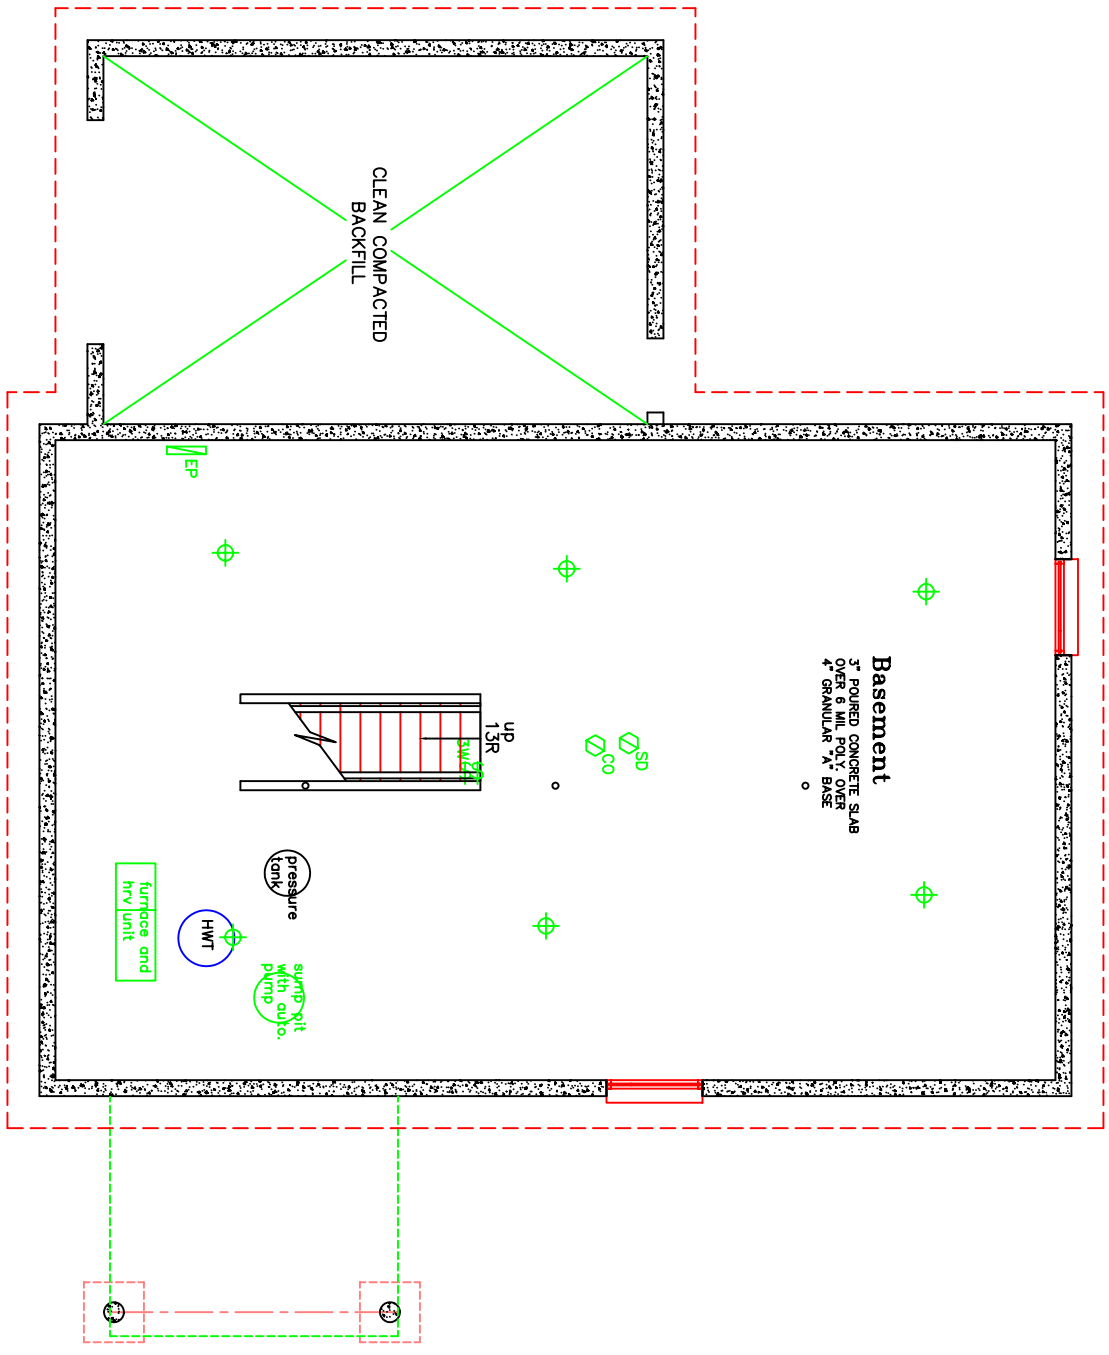 CLEAN COMPACTED
BACKFILL
EP
Basement
3" POURED CONCRETE SLAB
OVER 6 MIL POLY OVER
4" GRANULAR "A" BASE
up
13R
SD
CO
3W
pressure
tank
HWT
furnace and
hrv unit
sump pit
with auto.
pump